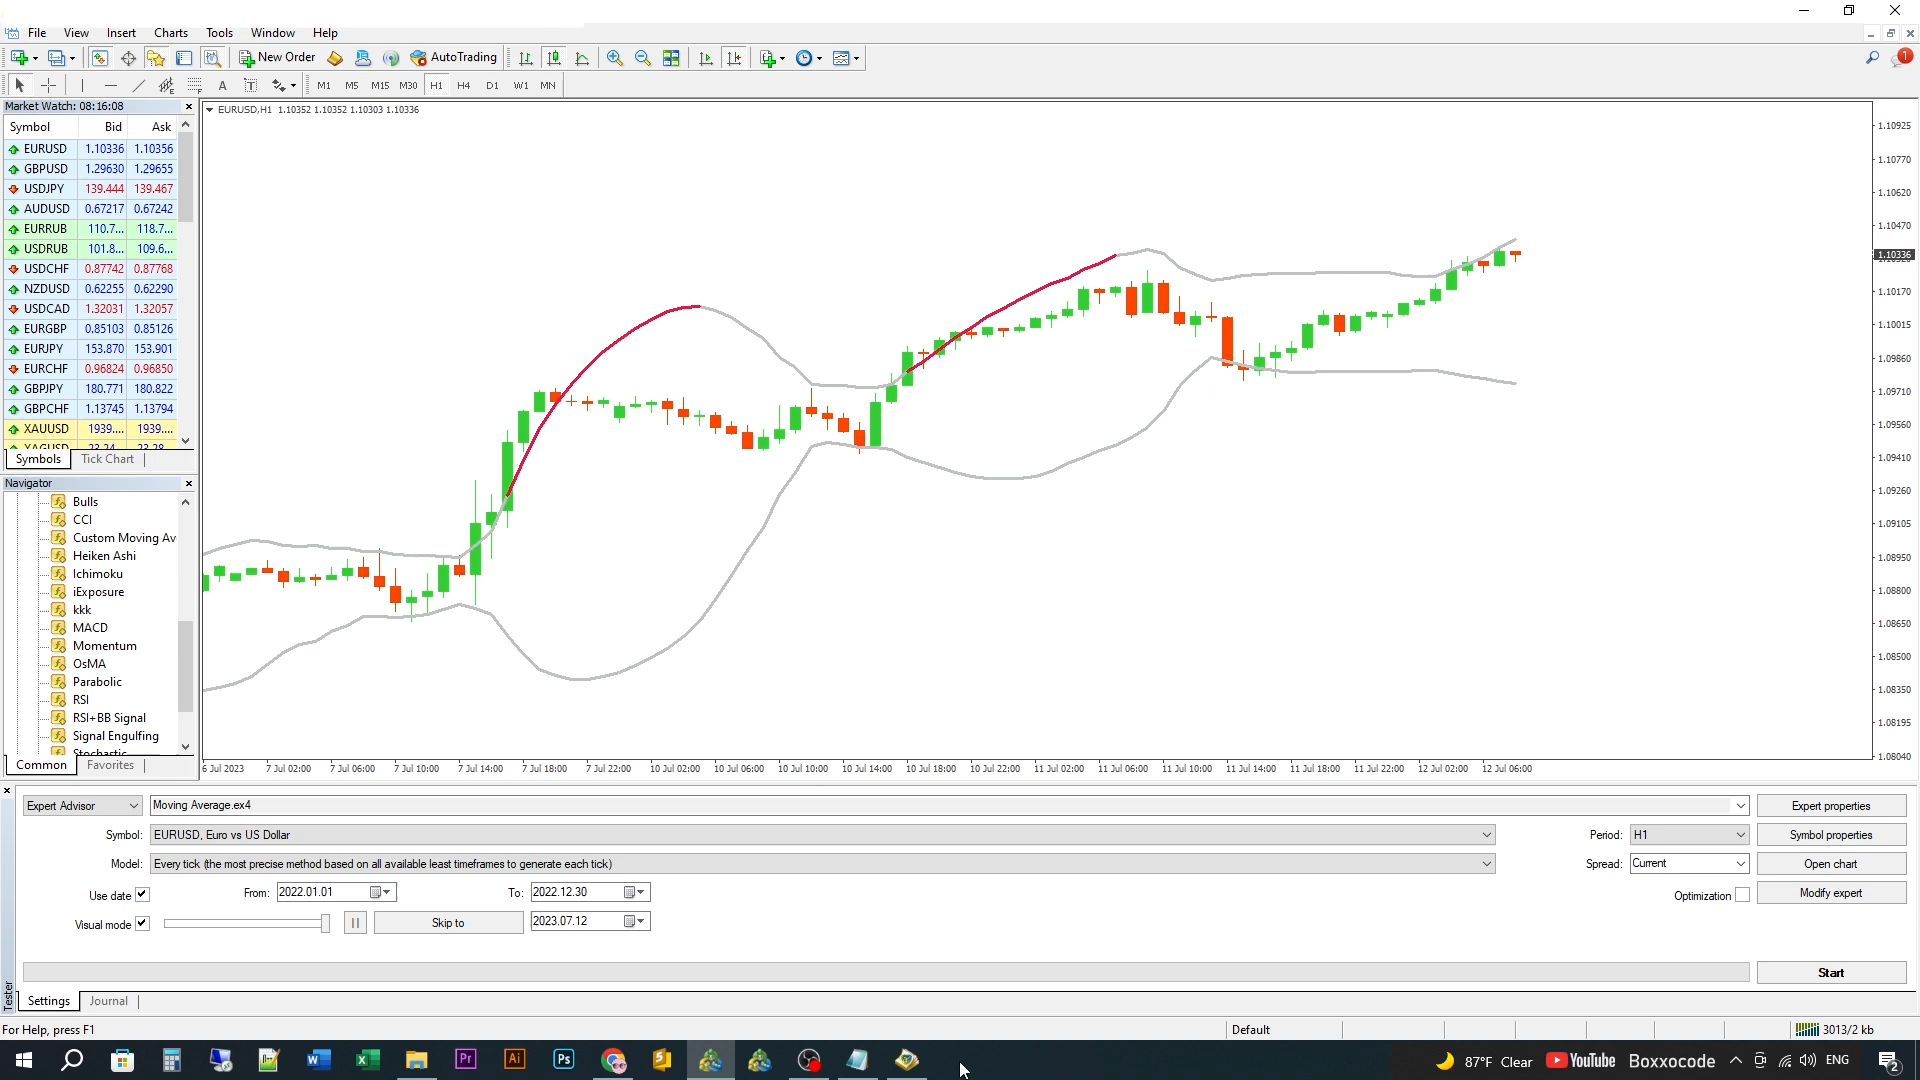 File View Insert Charts Tools Window Help
New Order AutoTrading 1
A T M1 M5 M15 M30 H1 H4 D1 W1 MN
Market Watch: 08:16:08
Symbol Bid Ask
EURUSD 1.10336 1.10356
GBPUSD 1.29630 1.29655
USDJPY 139.444 139.467
AUDUSD 0.67217 0.67242
EURRUB 110.7... 118.7...
USDRUB 101.8... 109.6...
USDCHF 0.87742 0.87768
NZDUSD 0.62255 0.62290
USDCAD 1.32031 1.32057
EURGBP 0.85103 0.85126
EURJPY 153.870 153.901
EURCHF 0.96824 0.96850
GBPJPY 180.771 180.822
GBPCHF 1.13745 1.13794
XAUUSD 1939.... 1939....
XAGUSD 23.24... 23.28...
Symbols Tick Chart
Navigator
Bulls
CCI
Custom Moving Av
Heiken Ashi
Ichimoku
iExposure
kkk
MACD
Momentum
OsMA
Parabolic
RSI
RSI+BB Signal
Signal Engulfing
Stochastic
Common Favorites
EURUSD,H1 1.10352 1.10352 1.10303 1.10336
1.10925
1.10770
1.10620
1.10470
1.10336
1.10170
1.10015
1.09860
1.09710
1.09560
1.09410
1.09260
1.09105
1.08950
1.08800
1.08650
1.08500
1.08350
1.08195
1.08040
6 Jul 2023 7 Jul 02:00 7 Jul 06:00 7 Jul 10:00 7 Jul 14:00 7 Jul 18:00 7 Jul 22:00 10 Jul 02:00 10 Jul 06:00 10 Jul 10:00 10 Jul 14:00 10 Jul 18:00 10 Jul 22:00 11 Jul 02:00 11 Jul 06:00 11 Jul 10:00 11 Jul 14:00 11 Jul 18:00 11 Jul 22:00 12 Jul 02:00 12 Jul 06:00
Expert Advisor Moving Average.ex4 Expert properties
Symbol: EURUSD, Euro vs US Dollar Period: H1 Symbol properties
Model: Every tick (the most precise method based on all available least timeframes to generate each tick) Spread: Current Open chart
Use date From: 2022.01.01 To: 2022.12.30 Optimization Modify expert
Visual mode Skip to 2023.07.12
Start
Tester
Settings Journal
For Help, press F1 Default 3013/2 kb
87°F Clear YouTube Boxxocode ENG 2